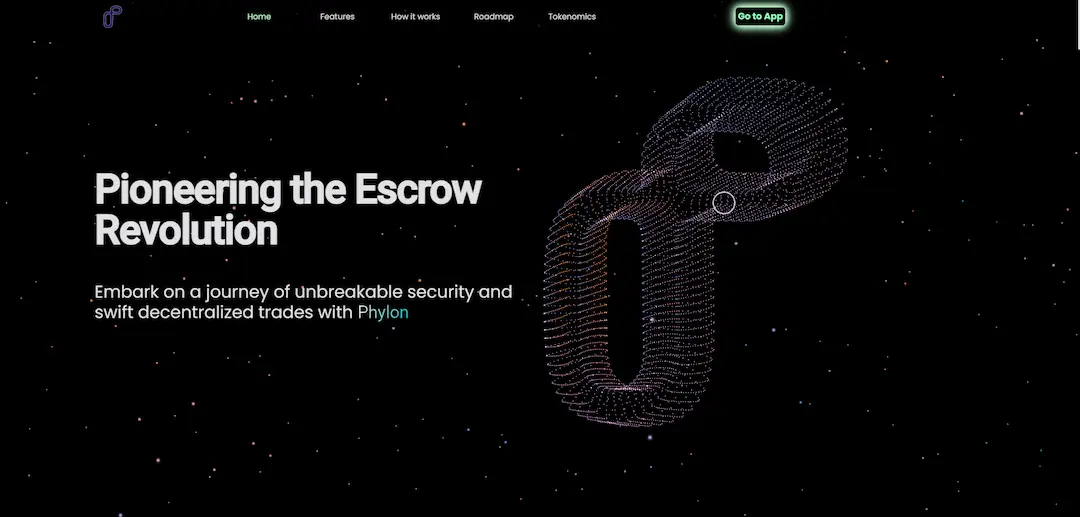 Home Features How it works Roadmap Tokenomics Go to App
Pioneering the Escrow
Revolution
Embark on a journey of unbreakable security and
swift decentralized trades with Phylon